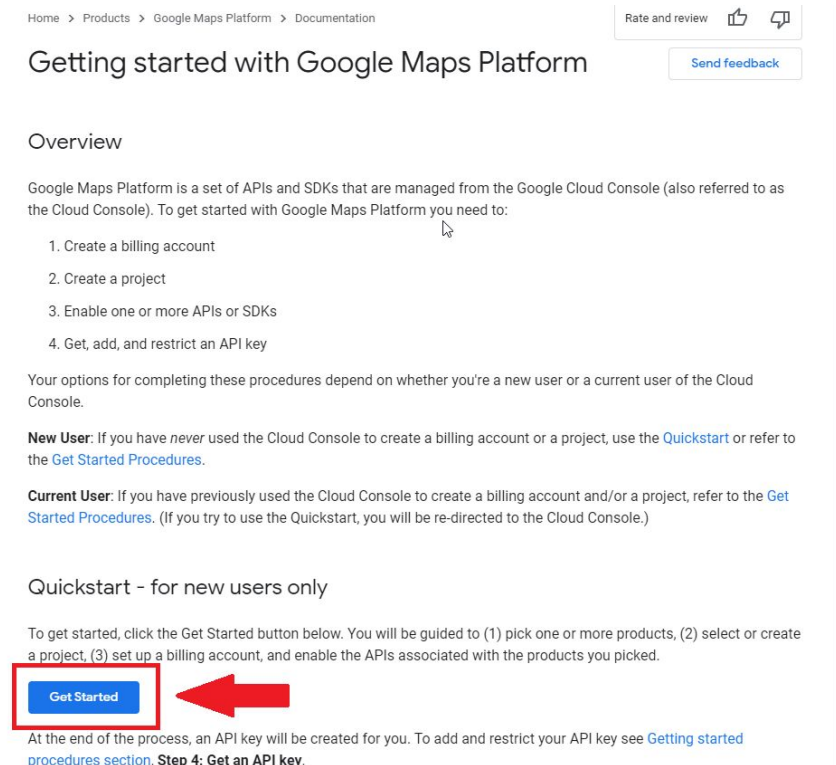 Home > Products > Google Maps Platform > Documentation
Rate and review
Getting started with Google Maps Platform
Send feedback
Overview
Google Maps Platform is a set of APIs and SDKs that are managed from the Google Cloud Console (also referred to as
the Cloud Console). To get started with Google Maps Platform you need to:
1. Create a billing account
2. Create a project
3. Enable one or more APIs or SDKs
4. Get, add, and restrict an API key
Your options for completing these procedures depend on whether you're a new user or a current user of the Cloud
Console.
New User: If you have never used the Cloud Console to create a billing account or a project, use the Quickstart or refer to
the Get Started Procedures.
Current User: If you have previously used the Cloud Console to create a billing account and/or a project, refer to the Get
Started Procedures. (If you try to use the Quickstart, you will be re-directed to the Cloud Console.)
Quickstart - for new users only
To get started, click the Get Started button below. You will be guided to (1) pick one or more products, (2) select or create
a project, (3) set up a billing account, and enable the APIs associated with the products you picked.
Get Started
At the end of the process, an API key will be created for you. To add and restrict your API key see Getting started
procedures section, Step 4: Get an API key.